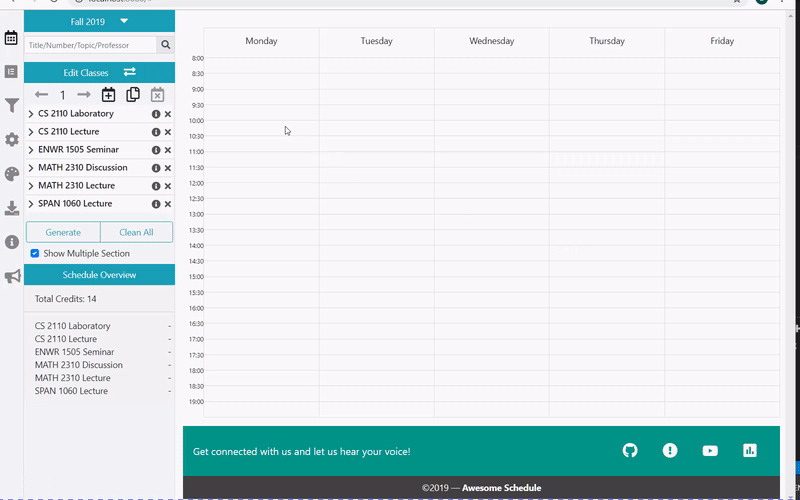 Fall 2019
Title/Number/Topic/Professor
Edit Classes
1
CS 2110 Laboratory
CS 2110 Lecture
ENWR 1505 Seminar
MATH 2310 Discussion
MATH 2310 Lecture
SPAN 1060 Lecture
Generate Clean All
Show Multiple Section
Schedule Overview
Total Credits: 14
CS 2110 Laboratory -
CS 2110 Lecture -
ENWR 1505 Seminar -
MATH 2310 Discussion -
MATH 2310 Lecture -
SPAN 1060 Lecture -
Monday Tuesday Wednesday Thursday Friday
8:00
8:30
9:00
9:30
10:00
10:30
11:00
11:30
12:00
12:30
13:00
13:30
14:00
14:30
15:00
15:30
16:00
16:30
17:00
17:30
18:00
18:30
19:00
Get connected with us and let us hear your voice!
©2019 — Awesome Schedule